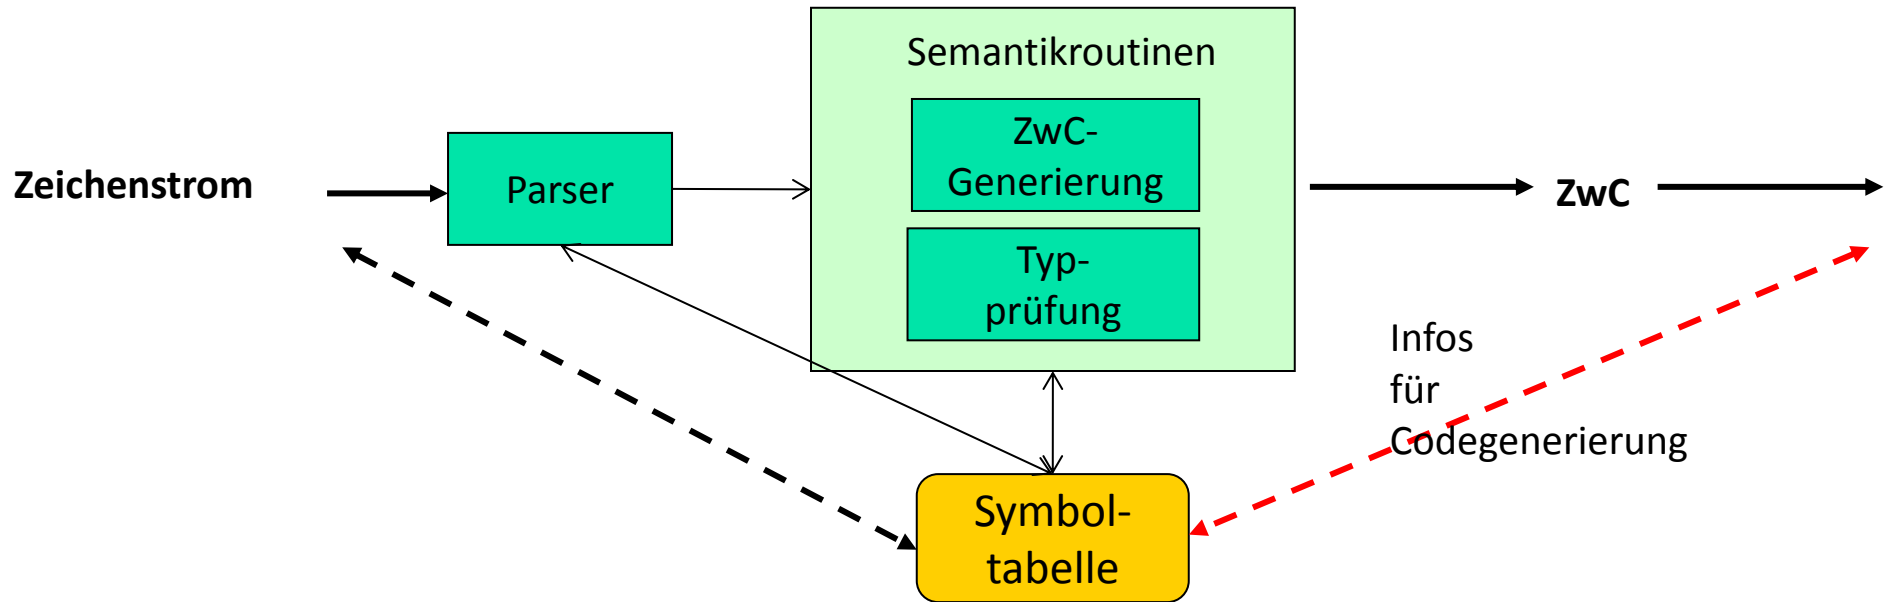 Zeichenstrom
Parser
Semantikroutinen
ZwC-
Generierung
Typ-
prüfung
ZwC
Infos
für
Codegenerierung
Symbol-
tabelle